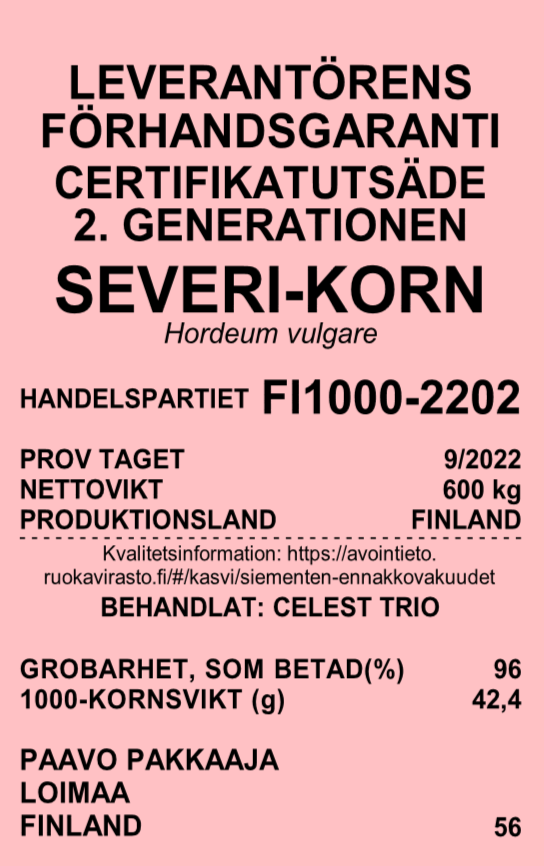 LEVERANTÖRENS
FÖRHANDSGARANTI
CERTIFIKATUTSÄDE
2. GENERATIONEN
SEVERI-KORN
Hordeum vulgare
HANDELSPARTIET FI1000-2202
PROV TAGET 9/2022
NETTOVIKT 600 kg
PRODUKTIONSLAND FINLAND
Kvalitetsinformation: https://avointieto.
ruokavirasto.fi/#/kasvi/siementen-ennakkovakuudet
BEHANDLAT: CELEST TRIO
GROBARHET, SOM BETAD(%) 96
1000-KORNSVIKT (g) 42,4
PAAVO PAKKAAJA
LOIMAA
FINLAND 56